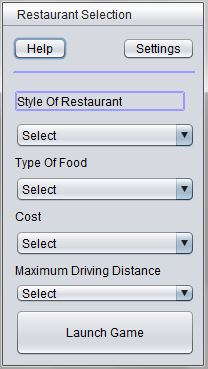 Restaurant Selection
Help Settings
Style Of Restaurant
Select
Type Of Food
Select
Cost
Select
Maximum Driving Distance
Select
Launch Game